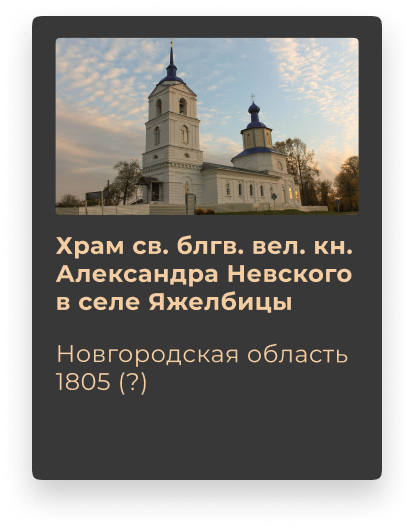 Храм св. блгв. вел. кн.
Александра Невского
в селе Яжелбицы
Новгородская область
1805 (?)